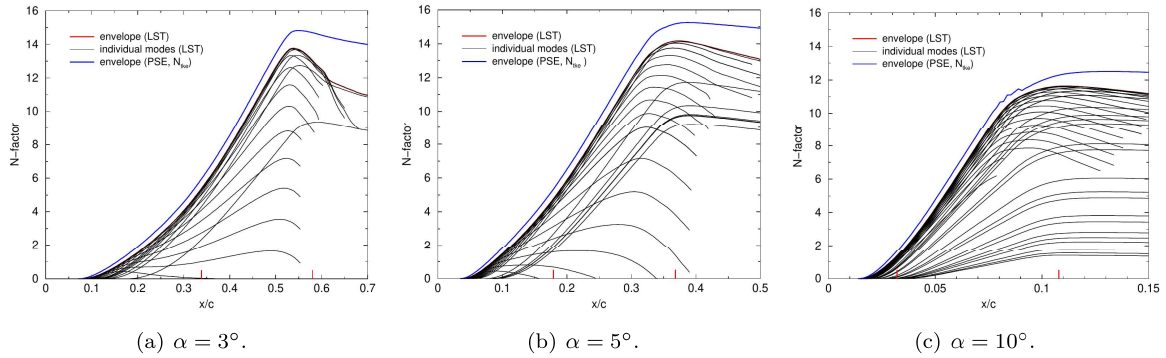 16
14
12
10
8
6
4
2
0
N-factor
envelope (LST)
individual modes (LST)
envelope (PSE, Ntke)
0 0.1 0.2 0.3 0.4 0.5 0.6 0.7
x/c
(a) α = 3°.
16
14
12
10
8
6
4
2
0
N-factor
envelope (LST)
individual modes (LST)
envelope (PSE, Ntke )
0 0.1 0.2 0.3 0.4 0.5
x/c
(b) α = 5°.
16
14
12
10
8
6
4
2
0
N-factor
envelope (LST)
individual modes (LST)
envelope (PSE, Ntke)
0 0.05 0.1 0.15
x/c
(c) α = 10°.